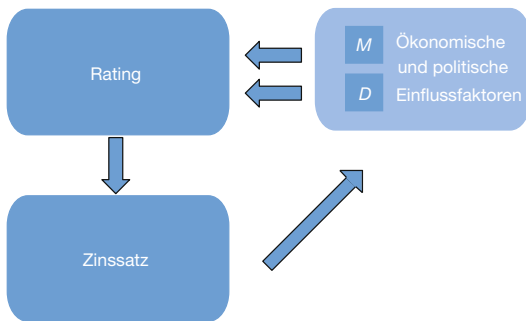 Rating
M
Ökonomische
und politische
D
Einflussfaktoren
Zinssatz